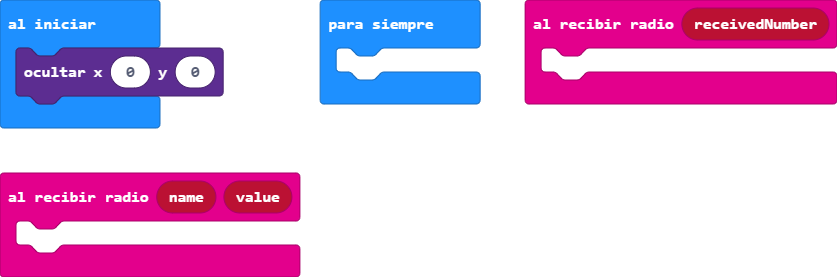 al iniciar
ocultar x 0 y 0
para siempre
al recibir radio receivedNumber
al recibir radio name value